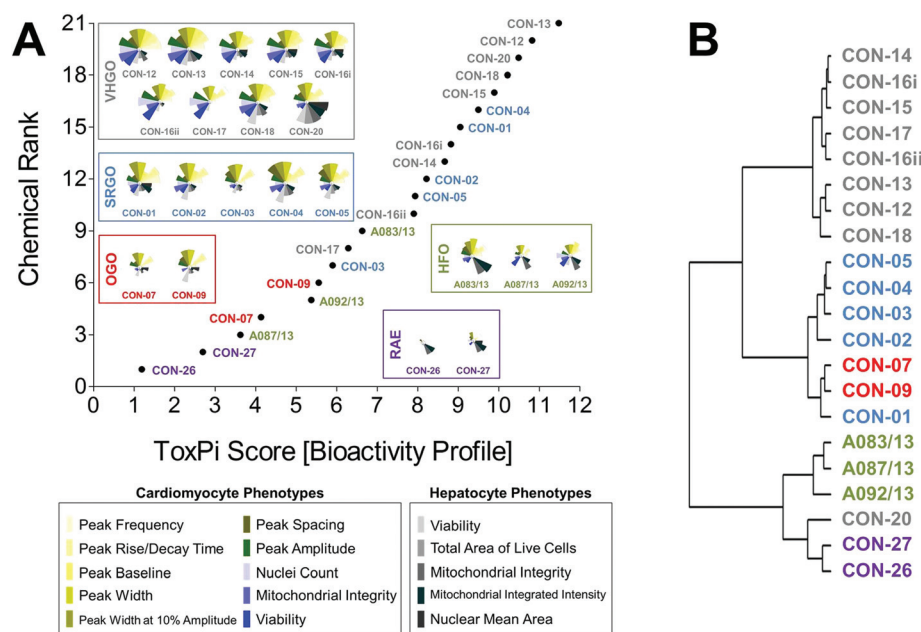 A
B
Chemical Rank
21
18
15
12
9
6
3
0
0 1 2 3 4 5 6 7 8 9 10 11 12
ToxPi Score [Bioactivity Profile]
VHGO
CON-12 CON-13 CON-14 CON-15 CON-16i
CON-16ii CON-17 CON-18 CON-20
SRGO
CON-01 CON-02 CON-03 CON-04 CON-05
OGO
CON-07 CON-09
HFO
A083/13 A087/13 A092/13
RAE
CON-26 CON-27
CON-13
CON-12
CON-20
CON-18
CON-15
CON-04
CON-01
CON-16i
CON-14
CON-02
CON-05
CON-16ii
A083/13
CON-17
CON-03
CON-09
A092/13
CON-07
A087/13
CON-27
CON-26
Cardiomyocyte Phenotypes
Peak Frequency
Peak Rise/Decay Time
Peak Baseline
Peak Width
Peak Width at 10% Amplitude
Peak Spacing
Peak Amplitude
Nuclei Count
Mitochondrial Integrity
Viability
Hepatocyte Phenotypes
Viability
Total Area of Live Cells
Mitochondrial Integrity
Mitochondrial Integrated Intensity
Nuclear Mean Area
CON-14
CON-16i
CON-15
CON-17
CON-16ii
CON-13
CON-12
CON-18
CON-05
CON-04
CON-03
CON-02
CON-07
CON-09
CON-01
A083/13
A087/13
A092/13
CON-20
CON-27
CON-26